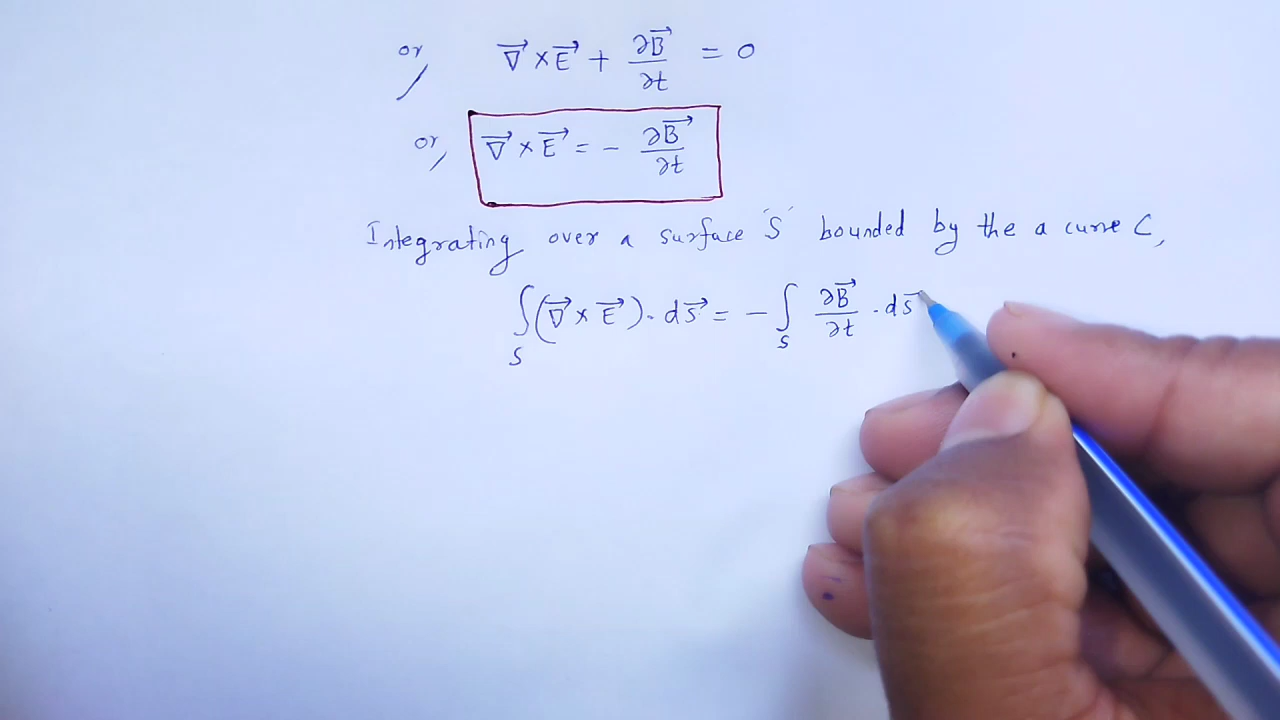 or, ∇⃗ × E⃗ + ∂B⃗/∂t = 0
or, ∇⃗ × E⃗ = - ∂B⃗/∂t
Integrating over a surface 'S' bounded by the a curve C,
∫_S (∇⃗ × E⃗) . dS⃗ = - ∫_S ∂B⃗/∂t . dS⃗